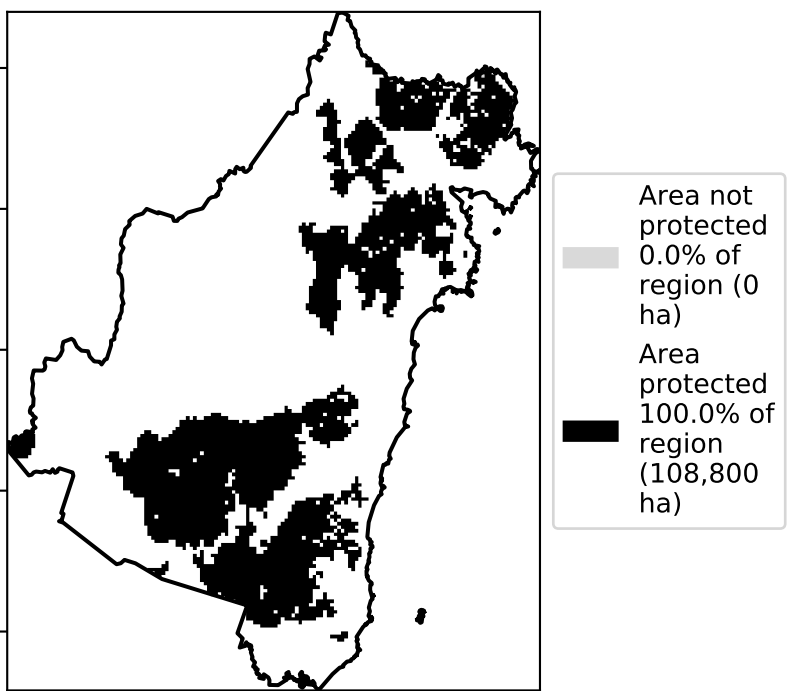 Area not
protected
0.0% of
region (0
ha)
Area
protected
100.0% of
region
(108,800
ha)